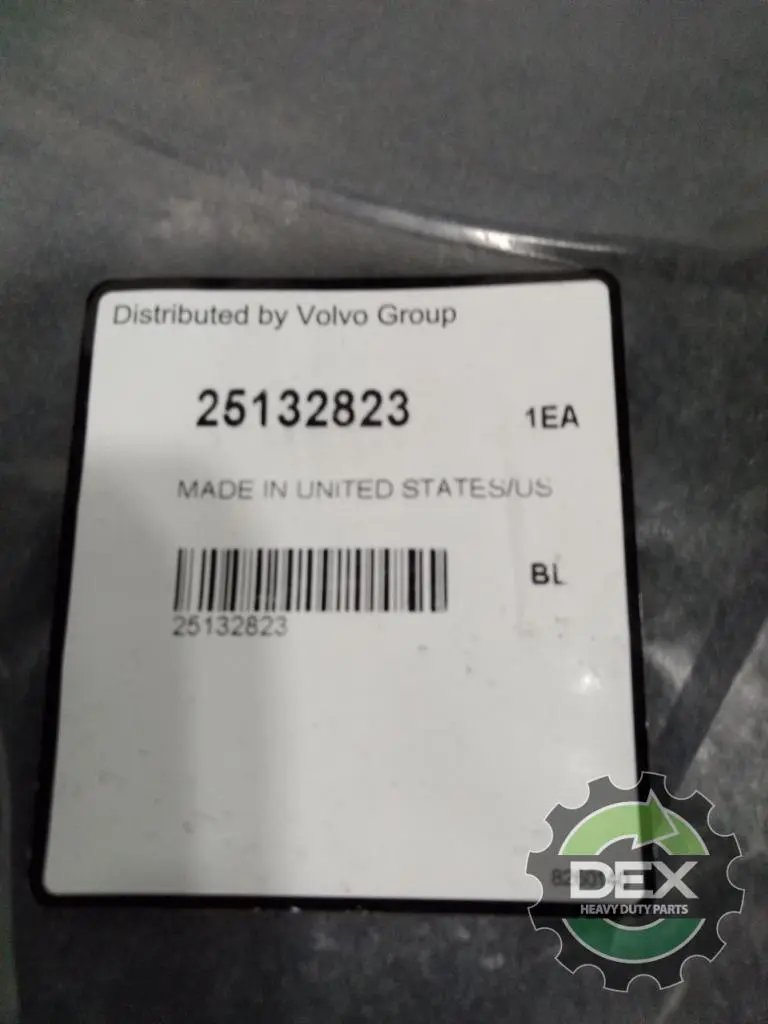 Distributed by Volvo Group
25132823
1EA
MADE IN UNITED STATES/US
BL
25132823
DEX
HEAVY DUTY PARTS